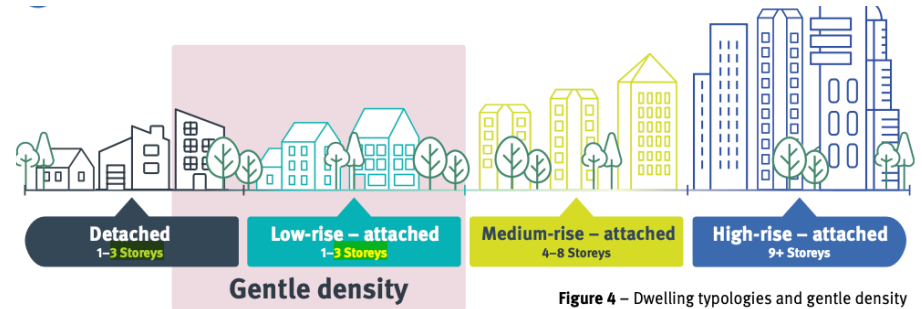 Detached
1–3 Storeys
Low-rise – attached
1–3 Storeys
Medium-rise – attached
4–8 Storeys
High-rise – attached
9+ Storeys
Gentle density
Figure 4 – Dwelling typologies and gentle density